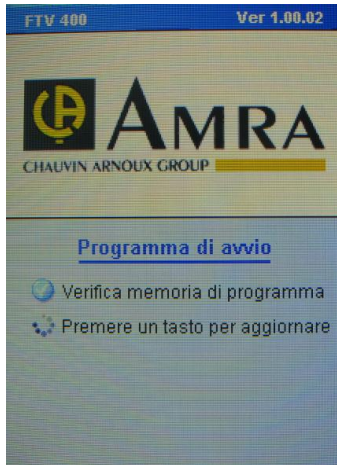 FTV 400 Ver 1.00.02
AMRA
CHAUVIN ARNOUX GROUP
Programma di avvio
Verifica memoria di programma
Premere un tasto per aggiornare